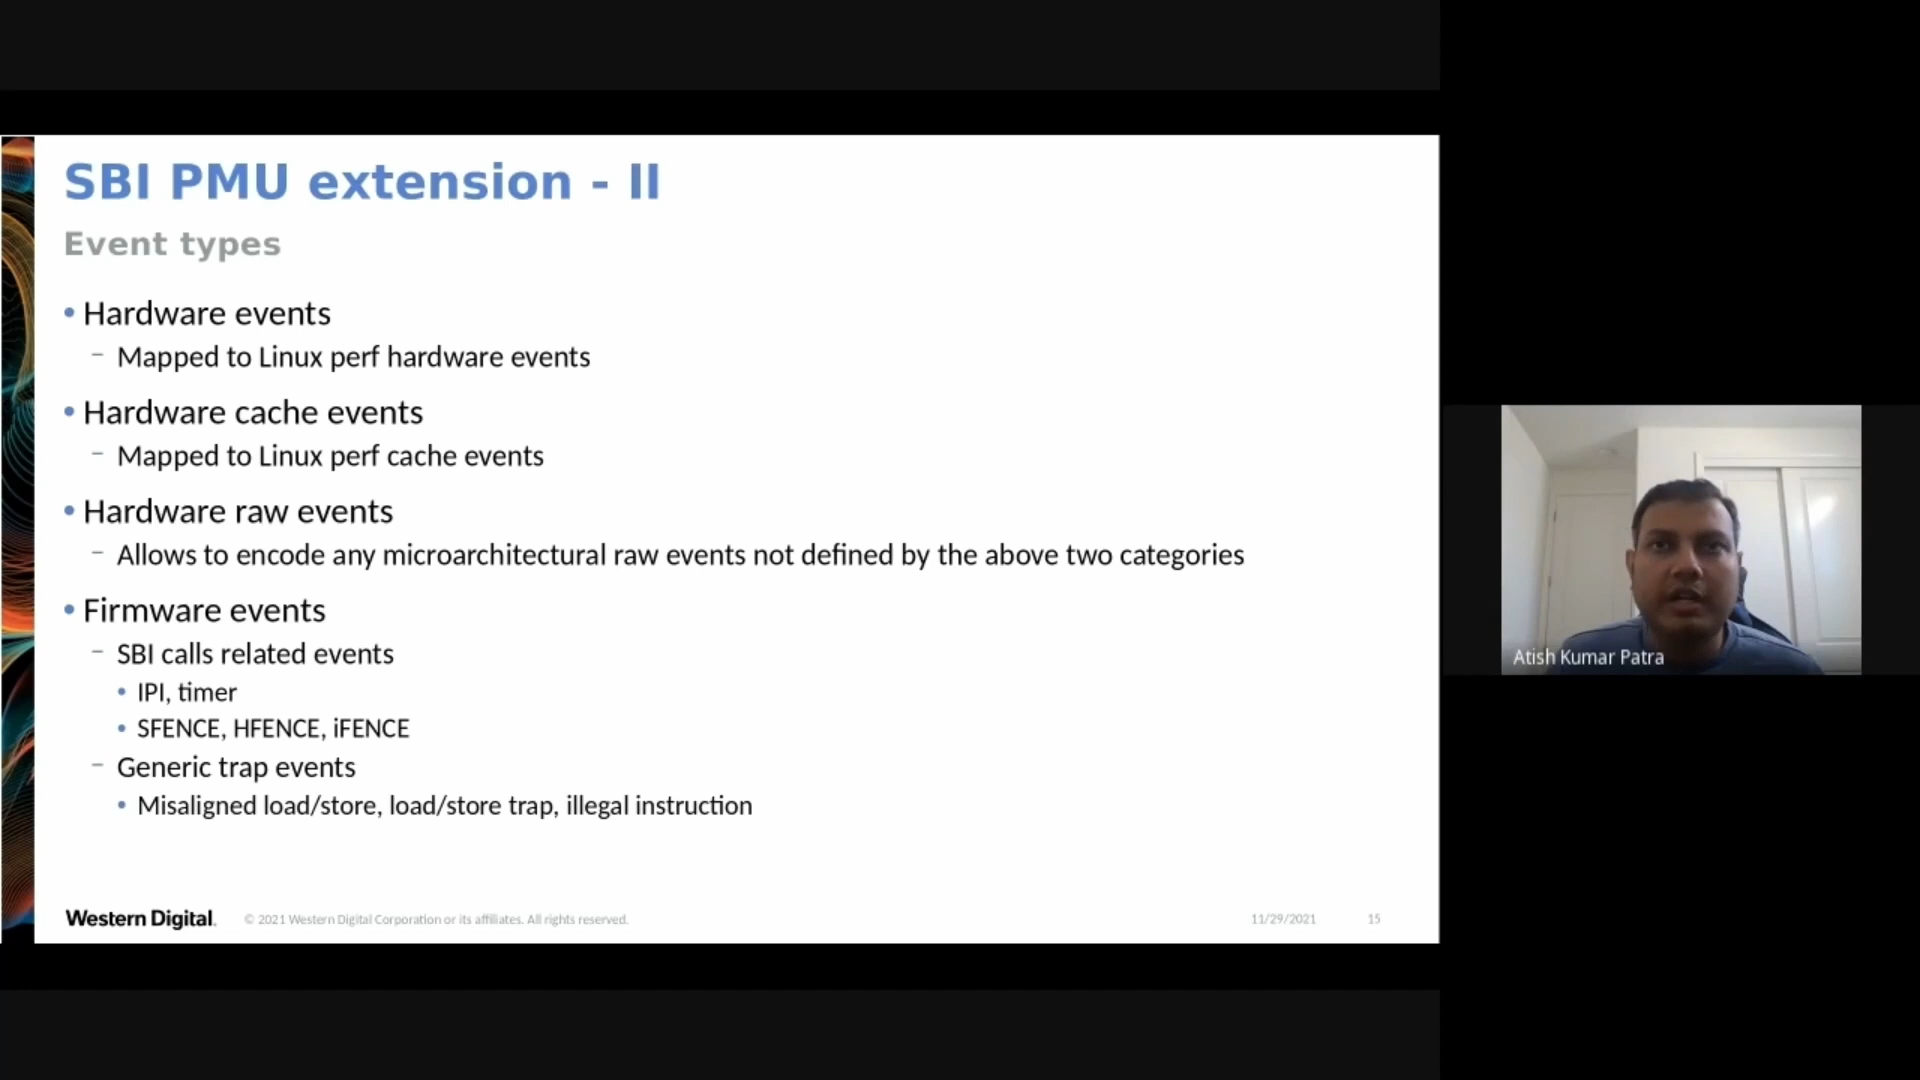 SBI PMU extension - II
Event types
• Hardware events
– Mapped to Linux perf hardware events
• Hardware cache events
– Mapped to Linux perf cache events
• Hardware raw events
– Allows to encode any microarchitectural raw events not defined by the above two categories
• Firmware events
– SBI calls related events
• IPI, timer
• SFENCE, HFENCE, iFENCE
– Generic trap events
• Misaligned load/store, load/store trap, illegal instruction
Western Digital. © 2021 Western Digital Corporation or its affiliates. All rights reserved. 11/29/2021 15
Atish Kumar Patra